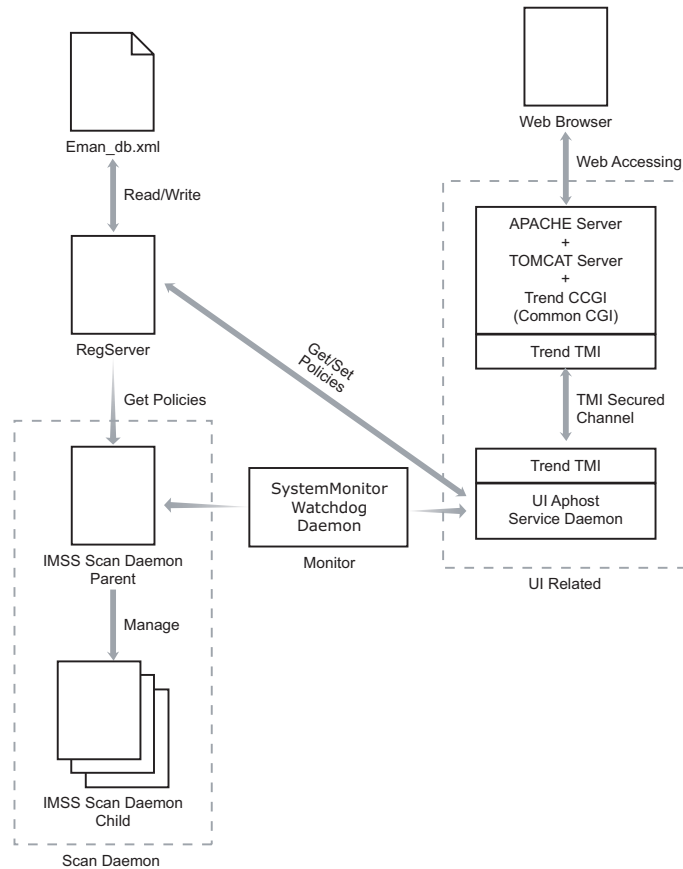 Eman_db.xml
Read/Write
RegServer
Get Policies
IMSS Scan Daemon
Parent
Manage
IMSS Scan Daemon
Child
Scan Daemon
Get/Set
Policies
SystemMonitor
Watchdog
Daemon
Monitor
Web Browser
Web Accessing
APACHE Server
+
TOMCAT Server
+
Trend CCGI
(Common CGI)
Trend TMI
TMI Secured
Channel
Trend TMI
UI Aphost
Service Daemon
UI Related